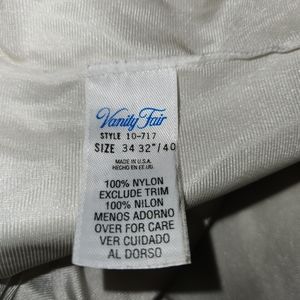 Vanity Fair
STYLE 10-717
SIZE 34 32"/40
MADE IN U.S.A.
HECHO EN EE.UU.
100% NYLON
EXCLUDE TRIM
100% NILON
MENOS ADORNO
OVER FOR CARE
VER CUIDADO
AL DORSO